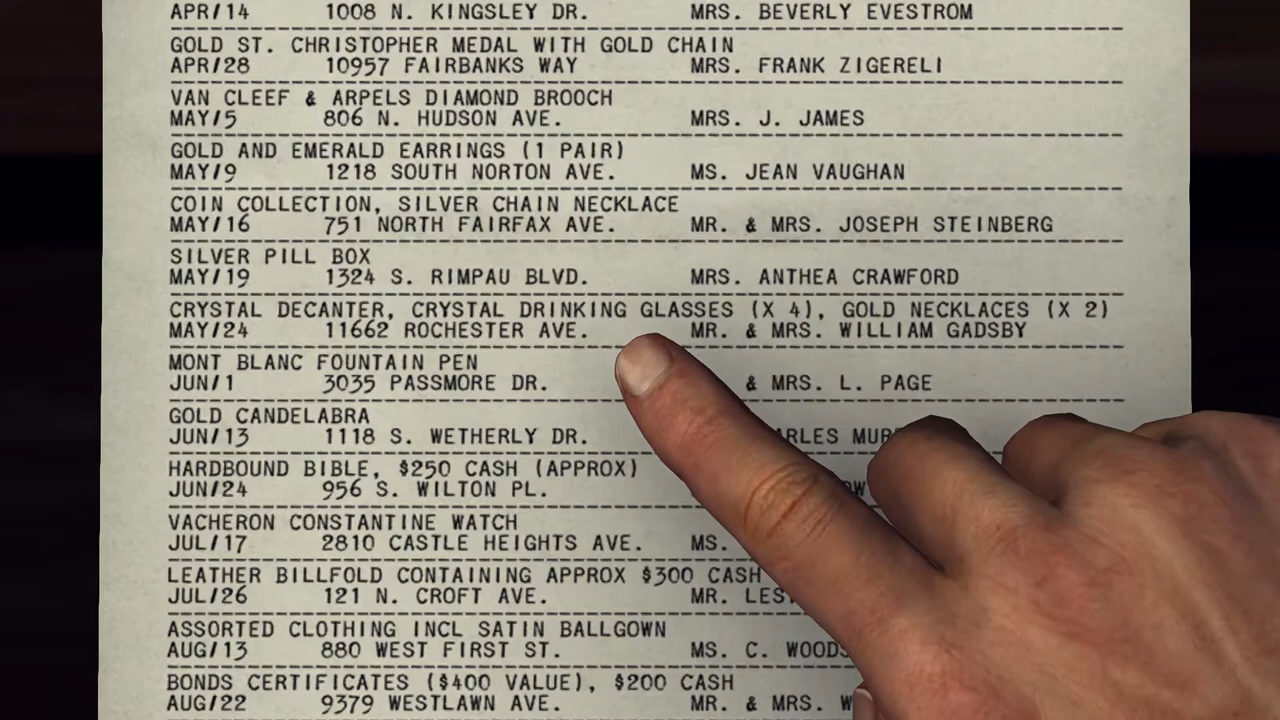 APR/14 1008 N. KINGSLEY DR. MRS. BEVERLY EVESTROM
GOLD ST. CHRISTOPHER MEDAL WITH GOLD CHAIN
APR/28 10957 FAIRBANKS WAY MRS. FRANK ZIGERELI
VAN CLEEF & ARPELS DIAMOND BROOCH
MAY/5 806 N. HUDSON AVE. MRS. J. JAMES
GOLD AND EMERALD EARRINGS (1 PAIR)
MAY/9 1218 SOUTH NORTON AVE. MS. JEAN VAUGHAN
COIN COLLECTION, SILVER CHAIN NECKLACE
MAY/16 751 NORTH FAIRFAX AVE. MR. & MRS. JOSEPH STEINBERG
SILVER PILL BOX
MAY/19 1324 S. RIMPAU BLVD. MRS. ANTHEA CRAWFORD
CRYSTAL DECANTER, CRYSTAL DRINKING GLASSES (X 4), GOLD NECKLACES (X 2)
MAY/24 11662 ROCHESTER AVE. MR. & MRS. WILLIAM GADSBY
MONT BLANC FOUNTAIN PEN
JUN/1 3035 PASSMORE DR. & MRS. L. PAGE
GOLD CANDELABRA
JUN/13 1118 S. WETHERLY DR.
HARDBOUND BIBLE, $250 CASH (APPROX)
JUN/24 956 S. WILTON PL.
VACHERON CONSTANTINE WATCH
JUL/17 2810 CASTLE HEIGHTS AVE. MS.
LEATHER BILLFOLD CONTAINING APPROX $300 CASH
JUL/26 121 N. CROFT AVE. MR.
ASSORTED CLOTHING INCL SATIN BALLGOWN
AUG/13 880 WEST FIRST ST. MS. C.
BONDS CERTIFICATES ($400 VALUE), $200 CASH
AUG/22 9379 WESTLAWN AVE. MR. & MRS.